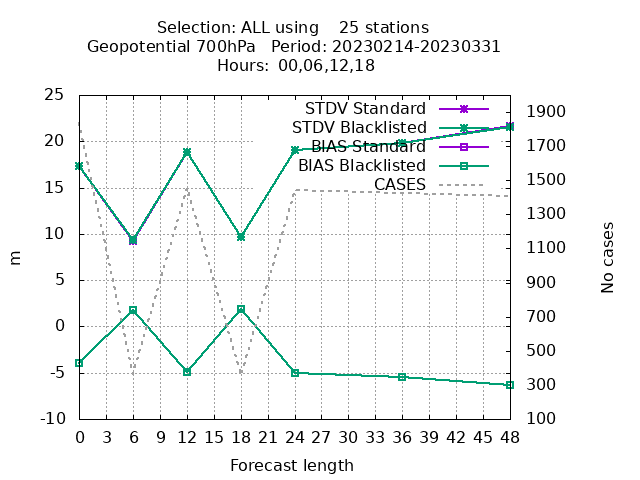 Selection: ALL using    25 stations
Geopotential 700hPa   Period: 20230214-20230331
Hours: 00,06,12,18
STDV Standard
STDV Blacklisted
BIAS Standard
BIAS Blacklisted
CASES
25
20
15
10
5
0
-5
-10
m
1900
1700
1500
1300
1100
900
700
500
300
100
No cases
0 3 6 9 12 15 18 21 24 27 30 33 36 39 42 45 48
Forecast length